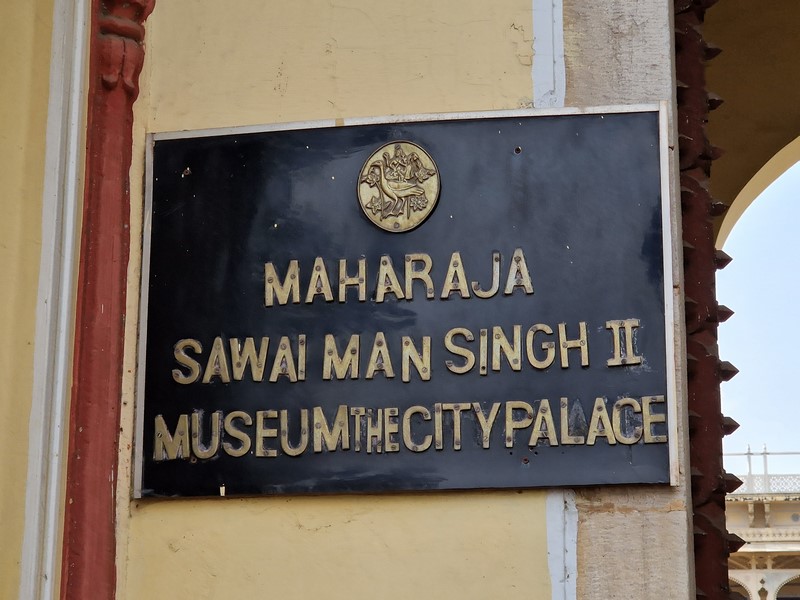 MAHARAJA
SAWAI MAN SINGH II
MUSEUM THE CITY PALACE